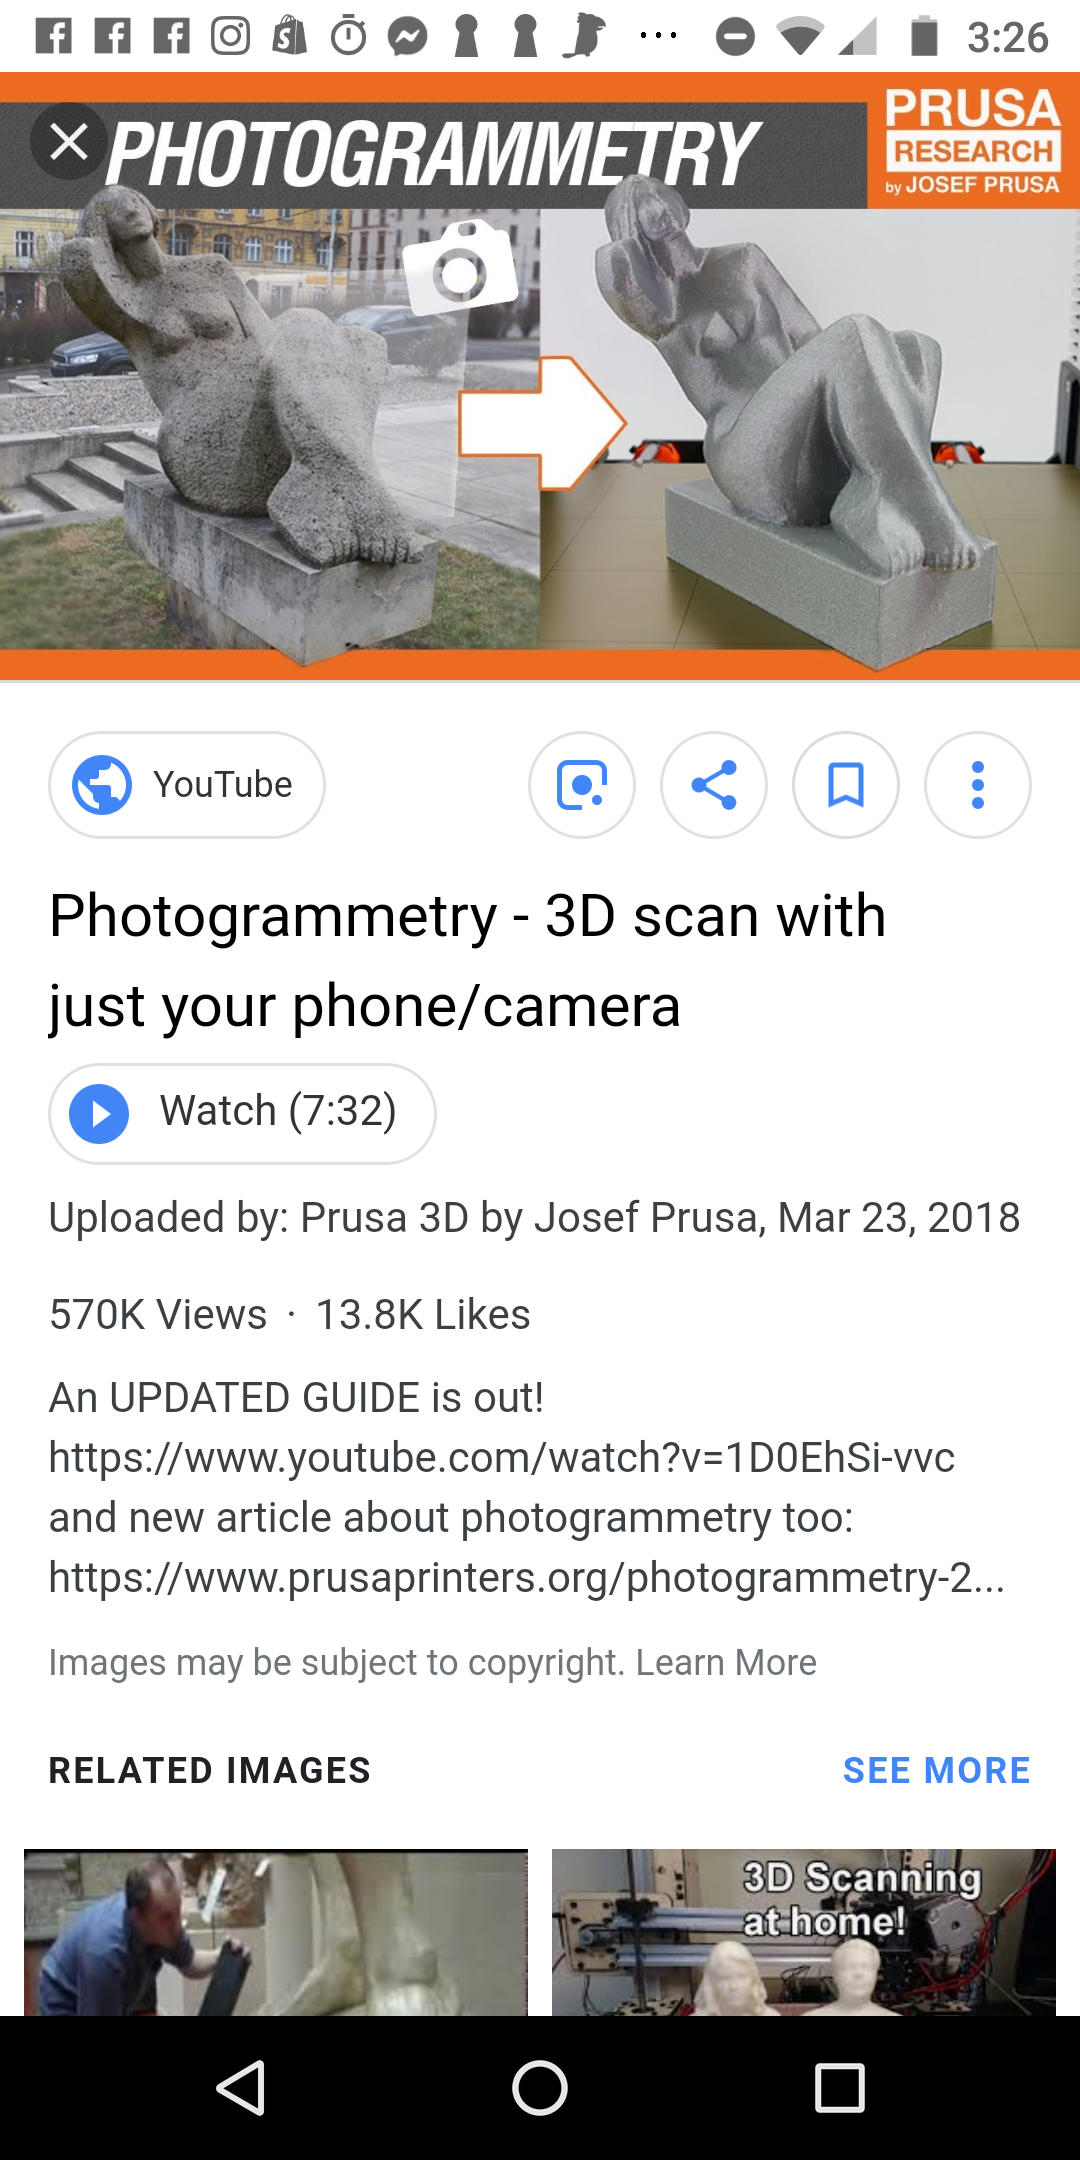 3:26
PHOTOGRAMMETRY
PRUSA
RESEARCH
by JOSEF PRUSA
YouTube
Photogrammetry - 3D scan with
just your phone/camera
Watch (7:32)
Uploaded by: Prusa 3D by Josef Prusa, Mar 23, 2018
570K Views · 13.8K Likes
An UPDATED GUIDE is out!
https://www.youtube.com/watch?v=1D0EhSi-vvc
and new article about photogrammetry too:
https://www.prusaprinters.org/photogrammetry-2...
Images may be subject to copyright. Learn More
RELATED IMAGES
SEE MORE
3D Scanning
at home!